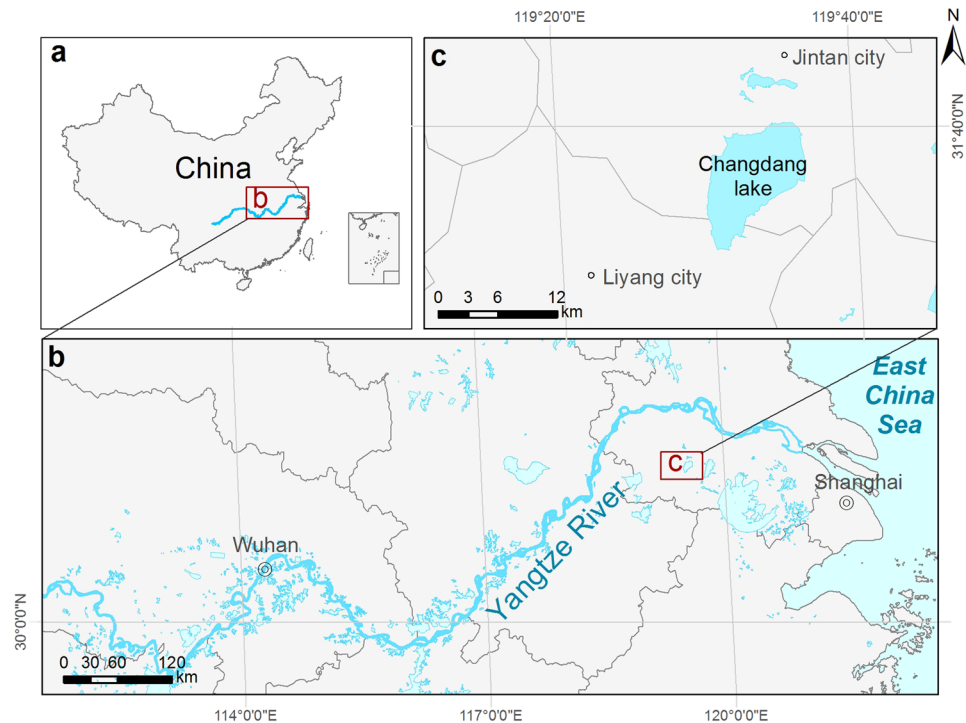 119°20'0"E
119°40'0"E
N
a
China
b
c
Jintan city
31°40'0"N
Changdang
lake
Liyang city
0 3 6 12
km
b
East
China
Sea
c
Shanghai
Yangtze River
Wuhan
30°0'0"N
0 30 60 120
km
114°0'0"E
117°0'0"E
120°0'0"E